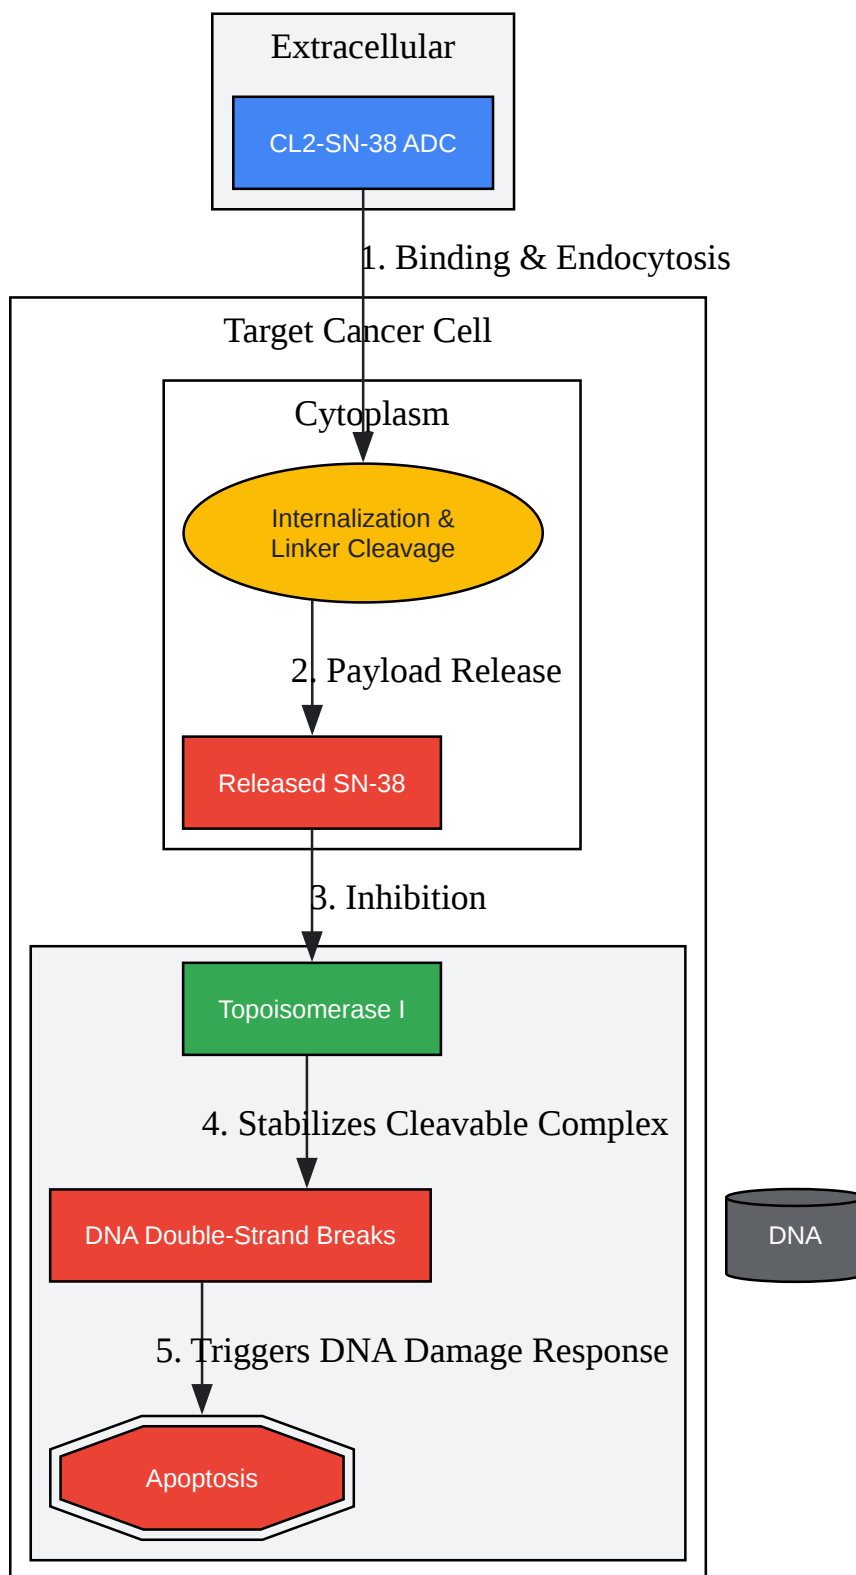 Extracellular
CL2-SN-38 ADC
1. Binding & Endocytosis
Target Cancer Cell
Cytoplasm
Internalization &
Linker Cleavage
2. Payload Release
Released SN-38
3. Inhibition
Topoisomerase I
4. Stabilizes Cleavable Complex
DNA Double-Strand Breaks
DNA
5. Triggers DNA Damage Response
Apoptosis